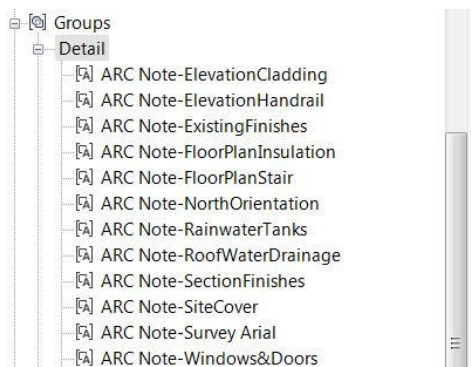 Groups
Detail
ARC Note-ElevationCladding
ARC Note-ElevationHandrail
ARC Note-ExistingFinishes
ARC Note-FloorPlanInsulation
ARC Note-FloorPlanStair
ARC Note-NorthOrientation
ARC Note-RainwaterTanks
ARC Note-RoofWaterDrainage
ARC Note-SectionFinishes
ARC Note-SiteCover
ARC Note-Survey Arial
ARC Note-Windows&Doors